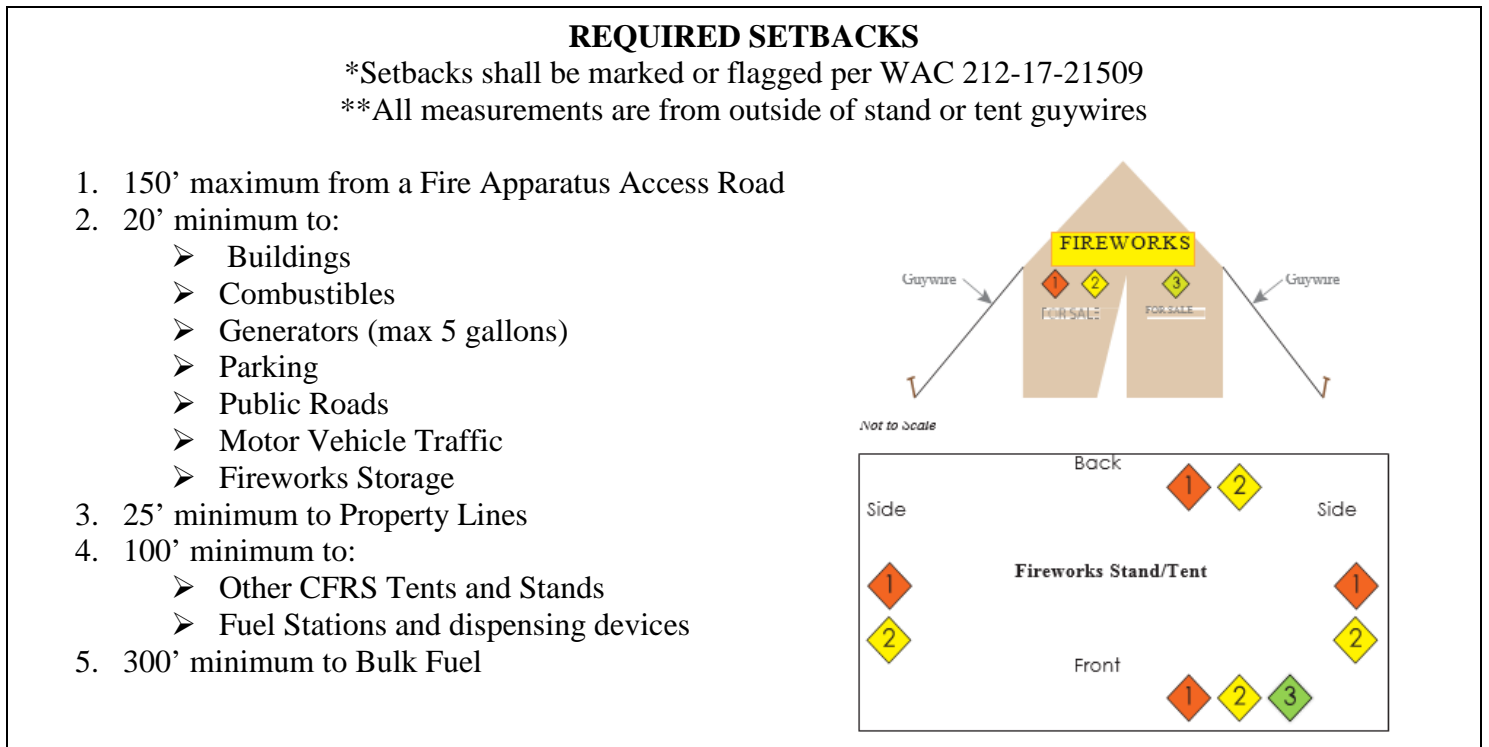 REQUIRED SETBACKS
*Setbacks shall be marked or flagged per WAC 212-17-21509
**All measurements are from outside of stand or tent guywires
1. 150’ maximum from a Fire Apparatus Access Road
2. 20’ minimum to:
➢ Buildings
➢ Combustibles
➢ Generators (max 5 gallons)
➢ Parking
➢ Public Roads
➢ Motor Vehicle Traffic
➢ Fireworks Storage
3. 25’ minimum to Property Lines
4. 100’ minimum to:
➢ Other CFRS Tents and Stands
➢ Fuel Stations and dispensing devices
5. 300’ minimum to Bulk Fuel
FIREWORKS
Guywire
Guywire
1 2 3
FOR SALE
FOR SALE
Not to Scale
Back
1 2
Side
Side
Fireworks Stand/Tent
1
1
2
2
Front
1 2 3